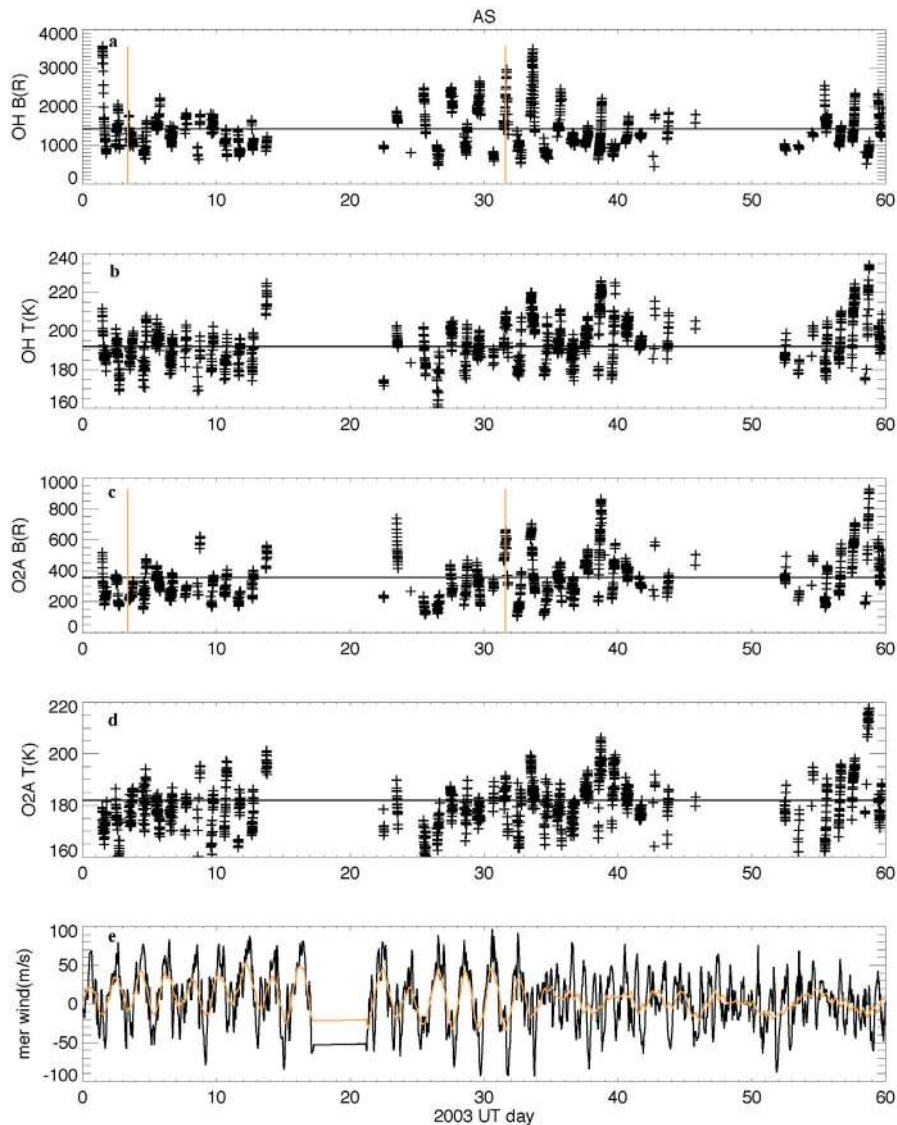 AS
a
4000
3000
2000
1000
0
OH B(R)
0 10 20 30 40 50 60
b
240
220
200
180
160
OH T(K)
0 10 20 30 40 50 60
c
1000
800
600
400
200
0
O2A B(R)
0 10 20 30 40 50 60
d
220
200
180
160
O2A T(K)
0 10 20 30 40 50 60
e
100
50
0
-50
-100
mer wind(m/s)
0 10 20 30 40 50 60
2003 UT day